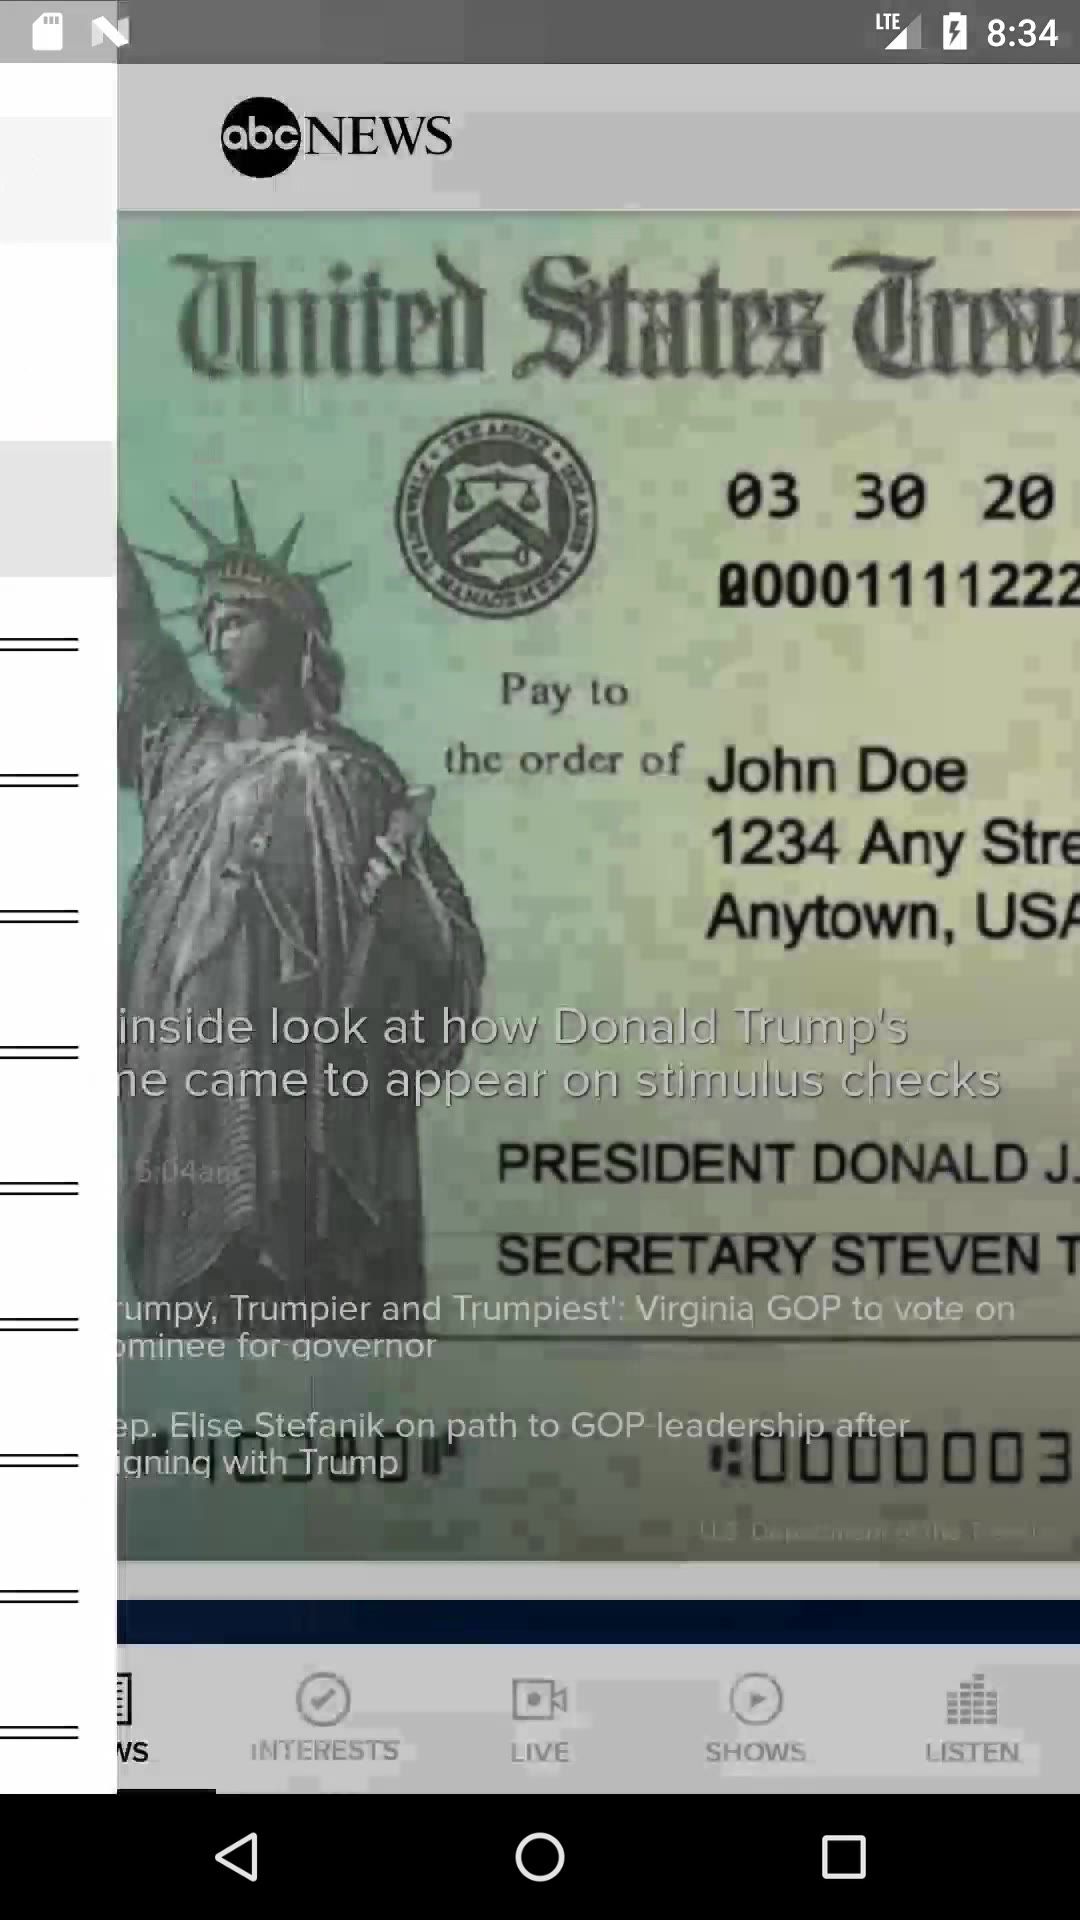 LTE 8:34
abc NEWS
United States Treas
03 30 20
00001111222
Pay to
the order of
John Doe
1234 Any Stre
Anytown, USA
inside look at how Donald Trump's
me came to appear on stimulus checks
5:04am
PRESIDENT DONALD J.
SECRETARY STEVEN T
rumpy, Trumpier and Trumpiest': Virginia GOP to vote on
ominee for governor
ep. Elise Stefanik on path to GOP leadership after
igning with Trump
0000003
U.S. Department of the Treasury
WS INTERESTS LIVE SHOWS LISTEN